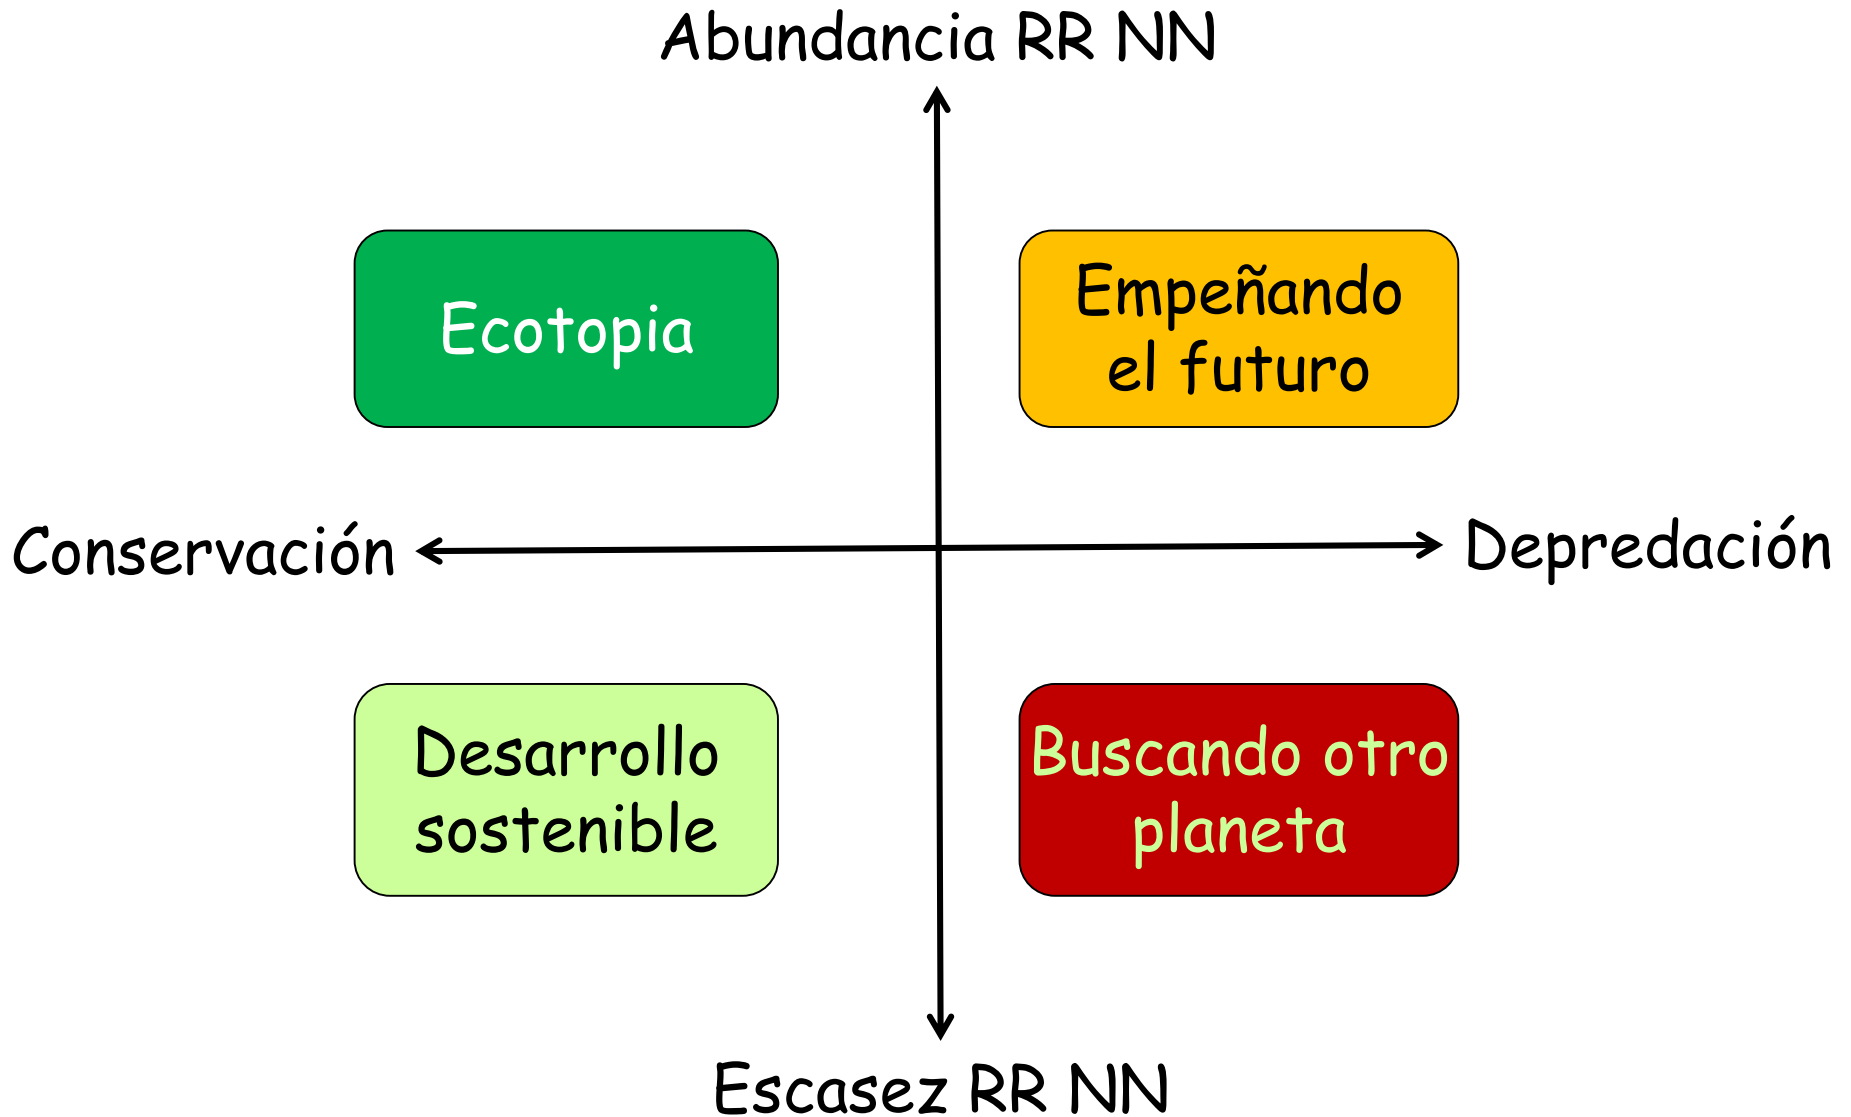 Abundancia RR NN
Ecotopia
Empeñando
el futuro
Conservación
Depredación
Desarrollo
sostenible
Buscando otro
planeta
Escasez RR NN